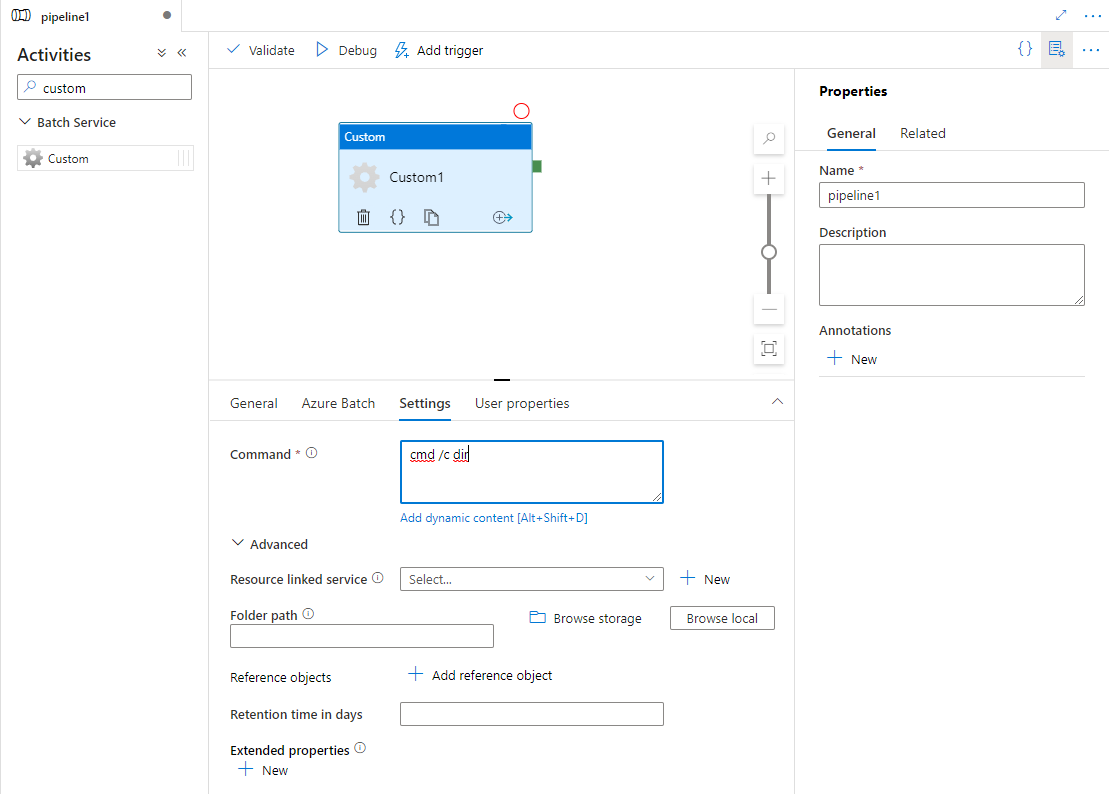 pipeline1
Activities
custom
Batch Service
Custom
Validate
Debug
Add trigger
Custom
Custom1
General
Azure Batch
Settings
User properties
Command *
cmd /c dir
Add dynamic content [Alt+Shift+D]
Advanced
Resource linked service
Select...
New
Folder path
Browse storage
Browse local
Reference objects
Add reference object
Retention time in days
Extended properties
New
Properties
General
Related
Name *
pipeline1
Description
Annotations
New